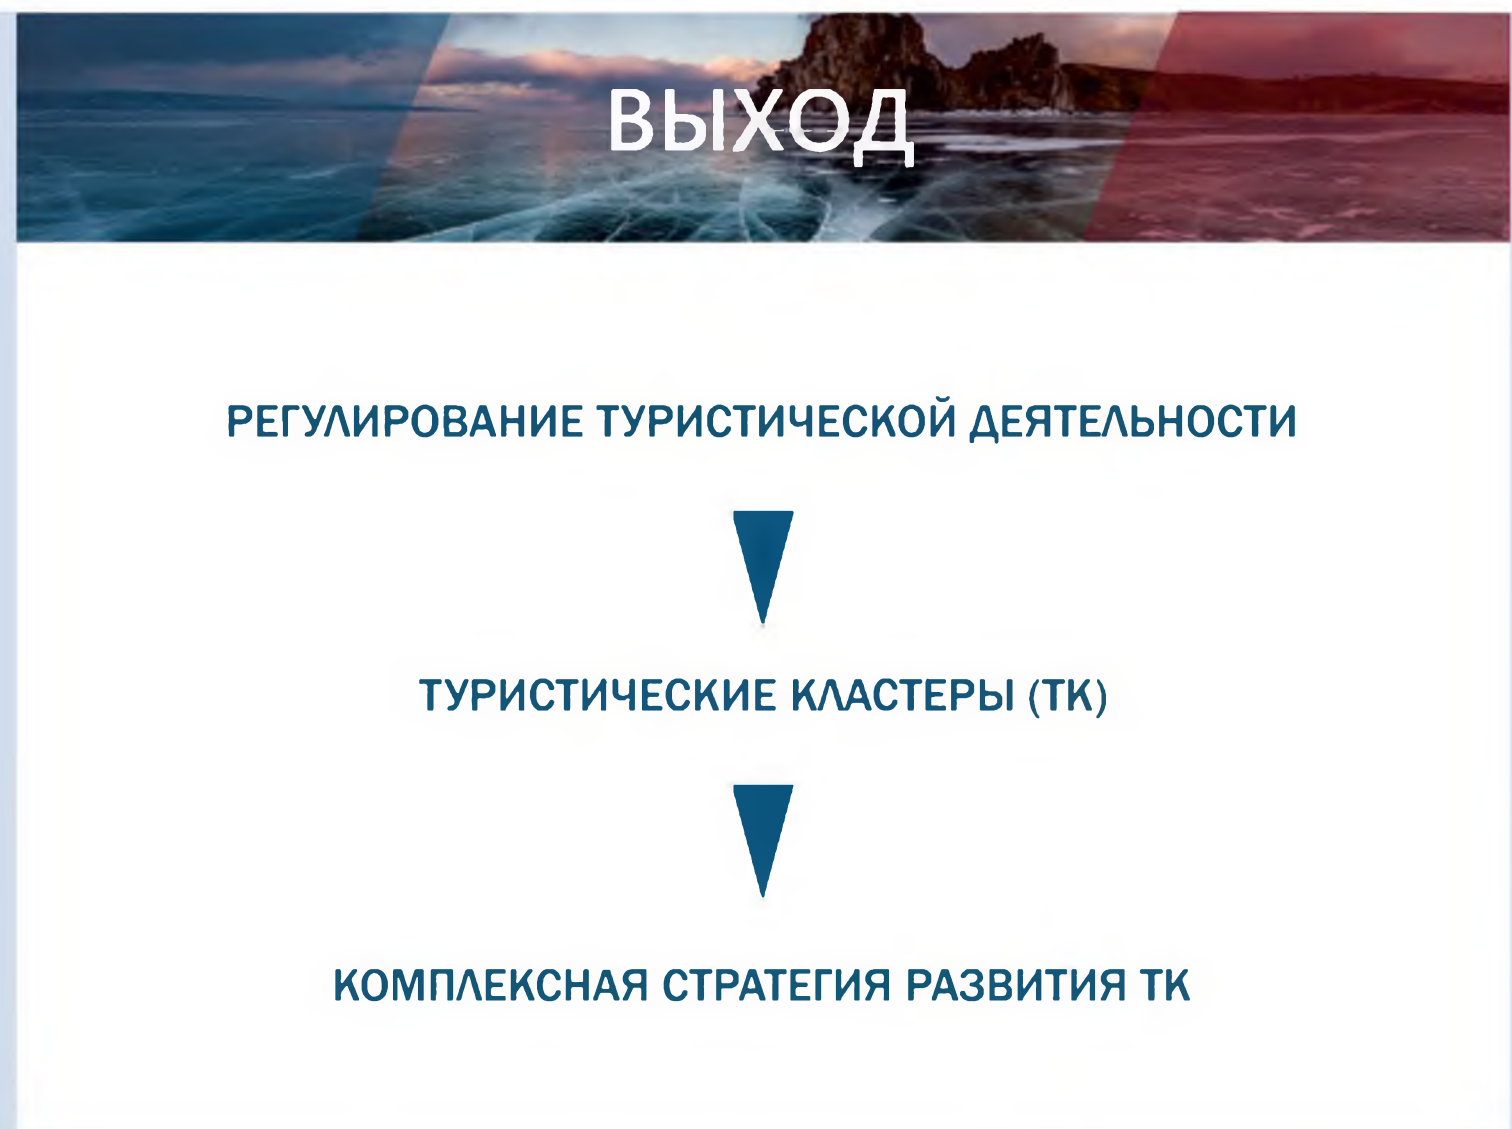 ВЫХОД
РЕГУЛИРОВАНИЕ ТУРИСТИЧЕСКОЙ ДЕЯТЕЛЬНОСТИ
ТУРИСТИЧЕСКИЕ КЛАСТЕРЫ (ТК)
КОМПЛЕКСНАЯ СТРАТЕГИЯ РАЗВИТИЯ ТК